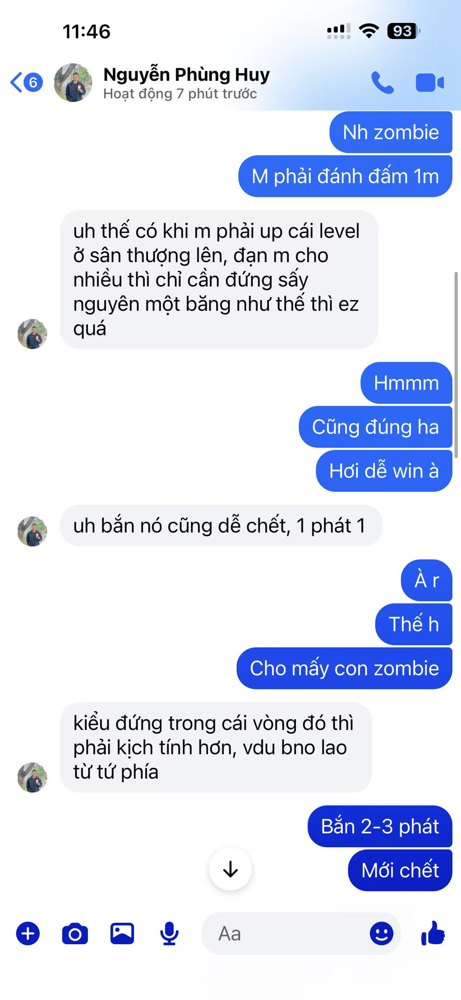 11:46
93
6
Nguyễn Phùng Huy
Hoạt động 7 phút trước
Nh zombie
M phải đánh đấm 1m
uh thế có khi m phải up cái level
ở sân thượng lên, đạn m cho
nhiều thì chỉ cần đứng sấy
nguyên một băng như thế thì ez
quá
Hmmm
Cũng đúng ha
Hơi dễ win à
uh bắn nó cũng dễ chết, 1 phát 1
À r
Thế h
Cho mấy con zombie
kiểu đứng trong cái vòng đó thì
phải kịch tính hơn, vdu bno lao
từ tứ phía
Bắn 2-3 phát
Mới chết
Aa